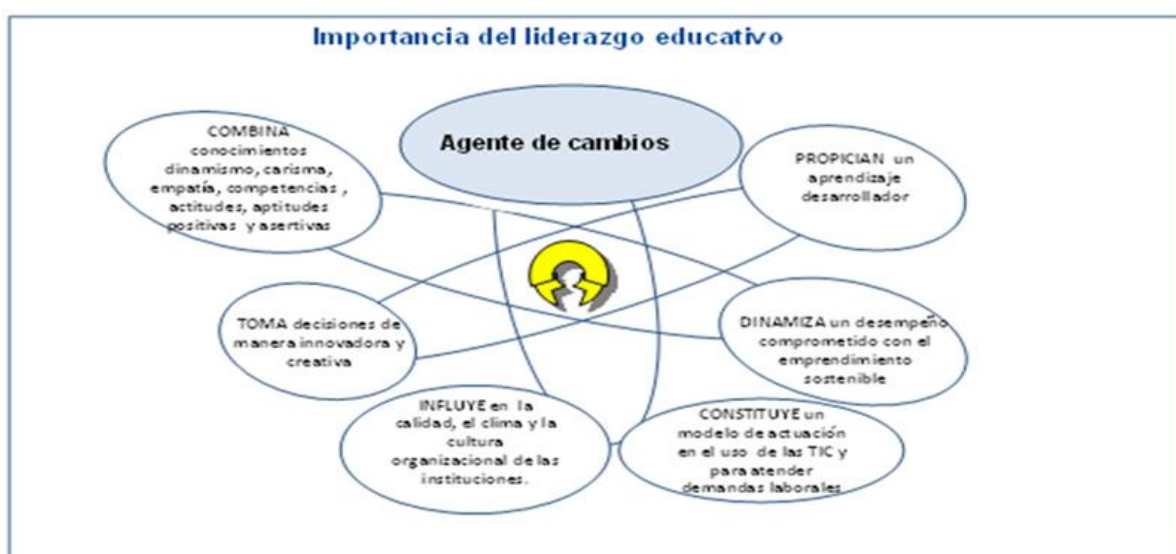 Importancia del liderazgo educativo
Agente de cambios
COMBINA
conocimientos
dinamismo, carisma,
empatía, competencias ,
actitudes, aptitudes
positivas y asertivas
PROPICIAN un
aprendizaje
desarrollador
TOMA decisiones de
manera innovadora y
creativa
DINAMIZA un desempeño
comprometido con el
emprendimiento
sostenible
INFLUYE en la
calidad, el clima y la
cultura
organizacional de las
instituciones.
CONSTITUYE un
modelo de actuación
en el uso de las TIC y
para atender
demandas laborales